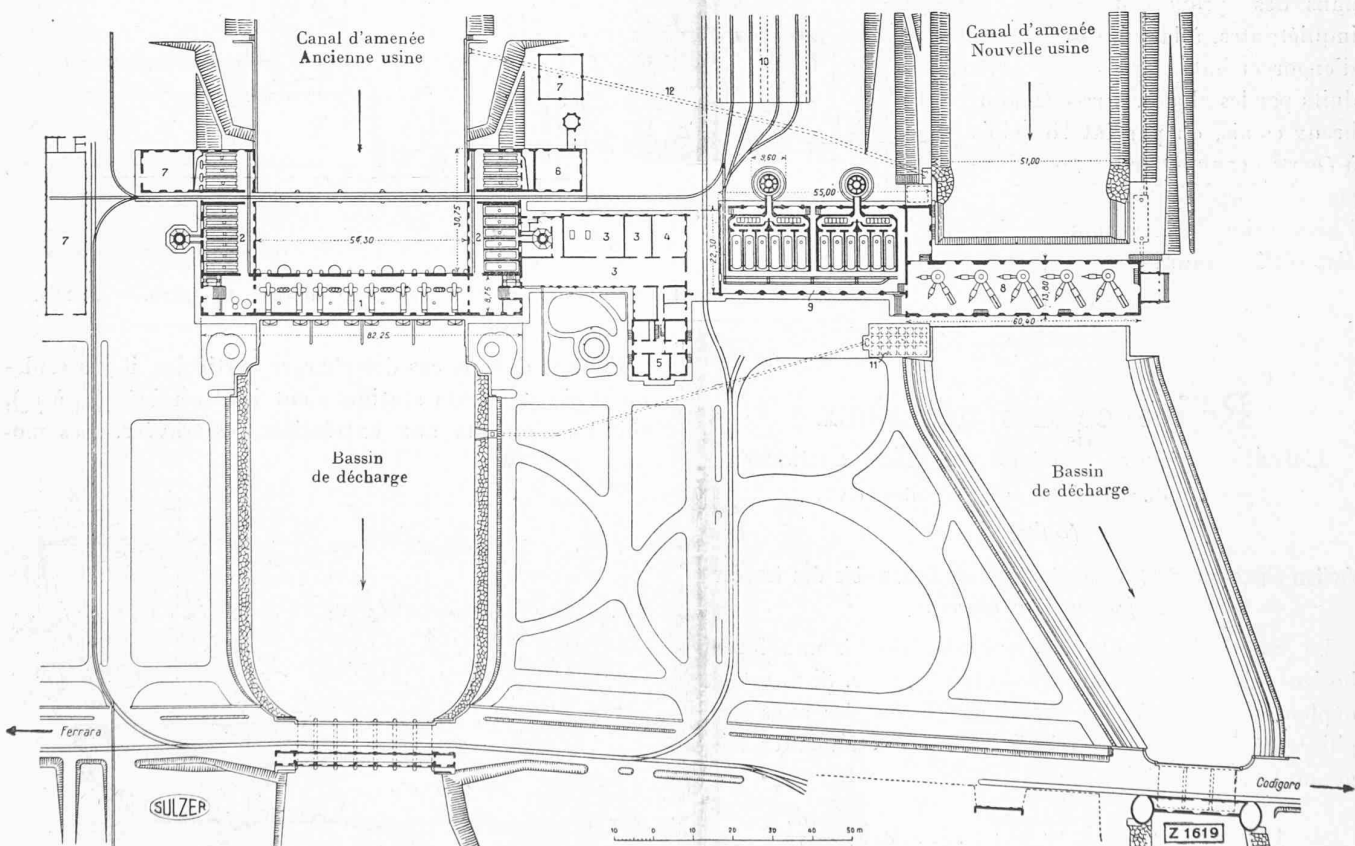 Canal d'amenée
Ancienne usine
Canal d'amenée
Nouvelle usine
10
12
7
7
6
7
9,60
55,00
51,00
2
54,30
30,75
2
3
3
4
3
22,30
8
13,80
1
8,75
9
82,25
60,40
5
11
Bassin
de décharge
Bassin
de décharge
Ferrara
Codigoro
SULZER
Z 1619
10 0 10 20 30 50 m